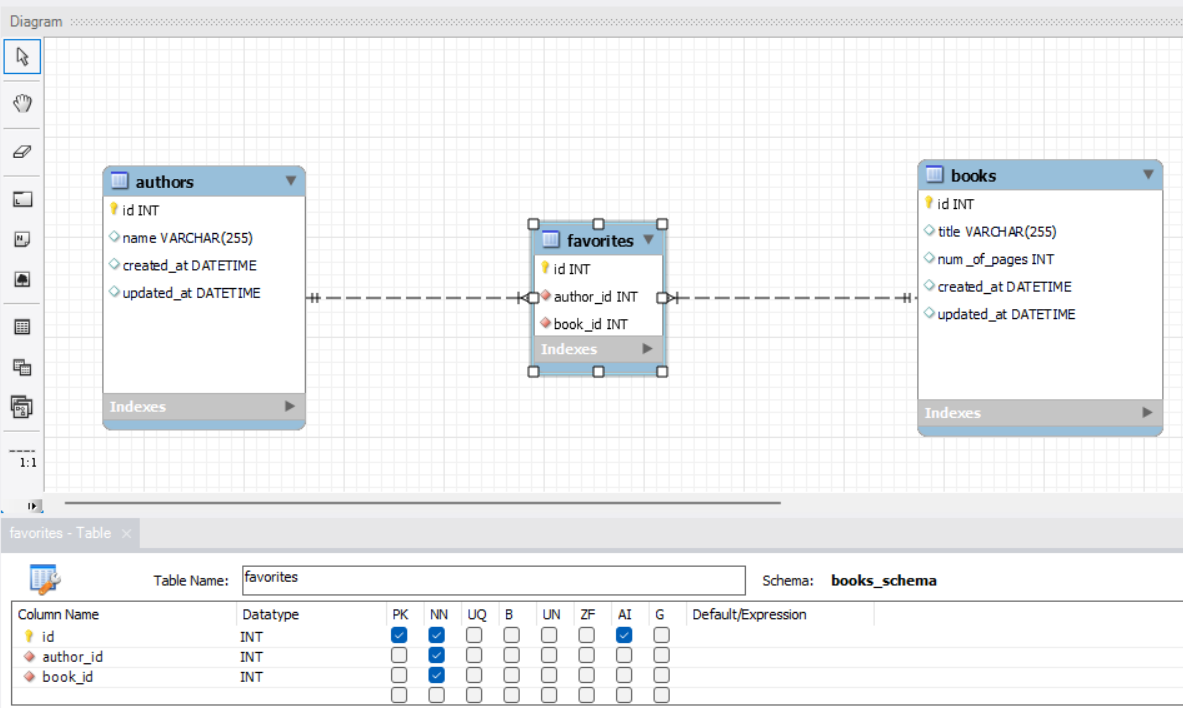 Diagram
authors
id INT
name VARCHAR(255)
created_at DATETIME
updated_at DATETIME
Indexes
favorites
id INT
author_id INT
book_id INT
Indexes
books
id INT
title VARCHAR(255)
num _of_pages INT
created_at DATETIME
updated_at DATETIME
Indexes
1:1
favorites - Table
Table Name: favorites Schema: books_schema
Column Name Datatype PK NN UQ B UN ZF AI G Default/Expression
id INT
author_id INT
book_id INT